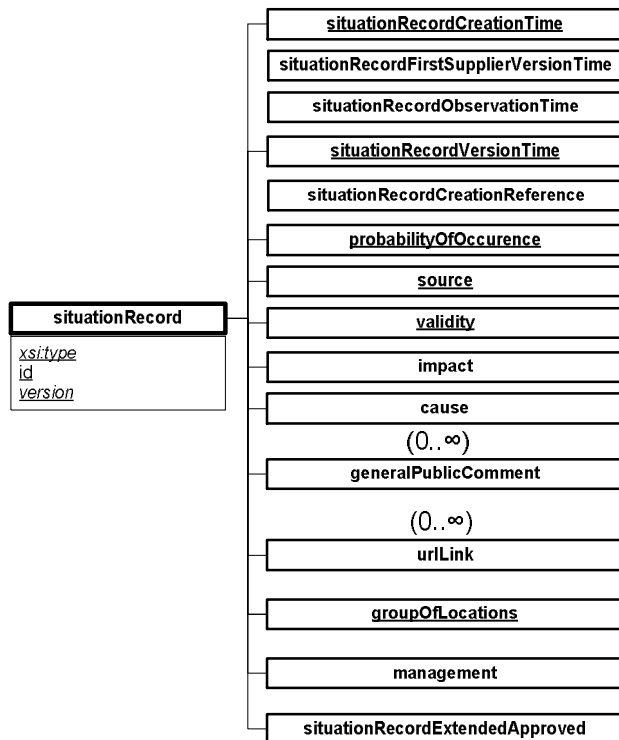 situationRecordCreationTime
situationRecordFirstSupplierVersionTime
situationRecordObservationTime
situationRecordVersionTime
situationRecordCreationReference
probabilityOfOccurence
source
situationRecord
validity
xsi:type
id
version
impact
cause
(0..∞)
generalPublicComment
(0..∞)
urlLink
groupOfLocations
management
situationRecordExtendedApproved